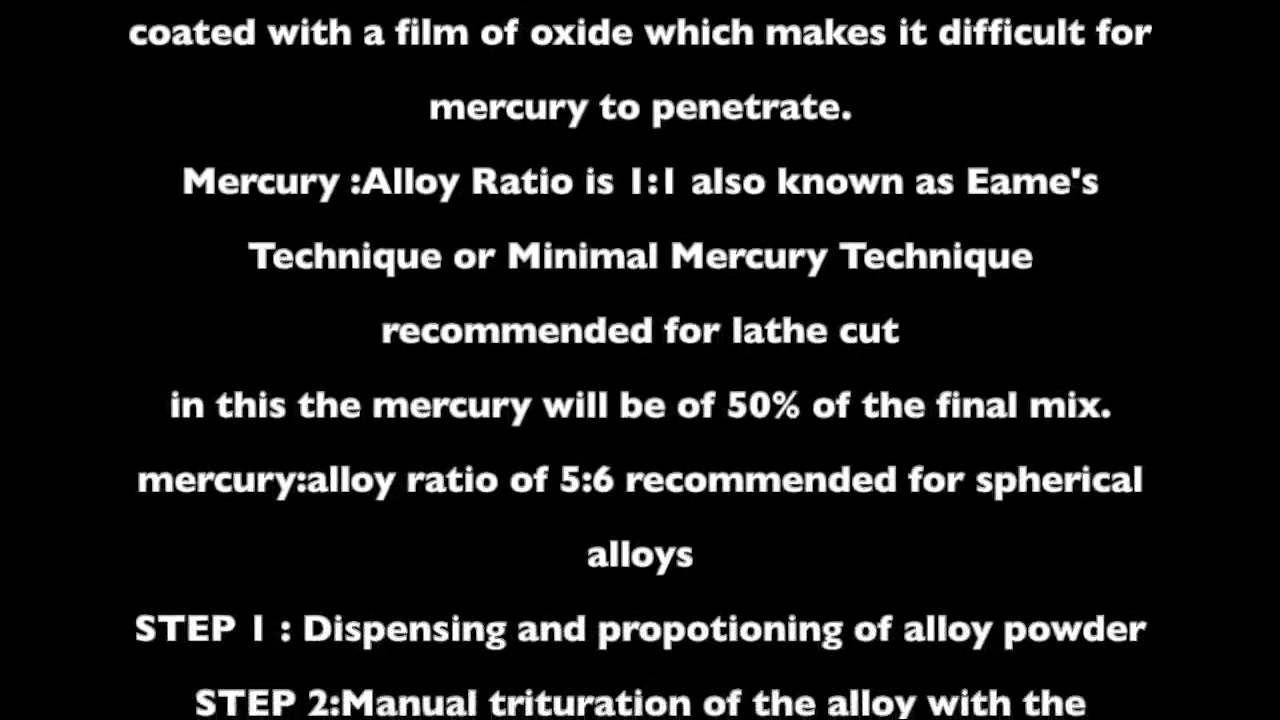 coated with a film of oxide which makes it difficult for
mercury to penetrate.
Mercury :Alloy Ratio is 1:1 also known as Eame's
Technique or Minimal Mercury Technique
recommended for lathe cut
in this the mercury will be of 50% of the final mix.
mercury:alloy ratio of 5:6 recommended for spherical
alloys
STEP 1 : Dispensing and propotioning of alloy powder
STEP 2:Manual trituration of the alloy with the